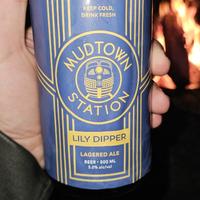 KEEP COLD,
DRINK FRESH
MUDTOWN
STATION
LILY DIPPER
LAGERED ALE
BEER • 500 ML
5.0% alc/vol